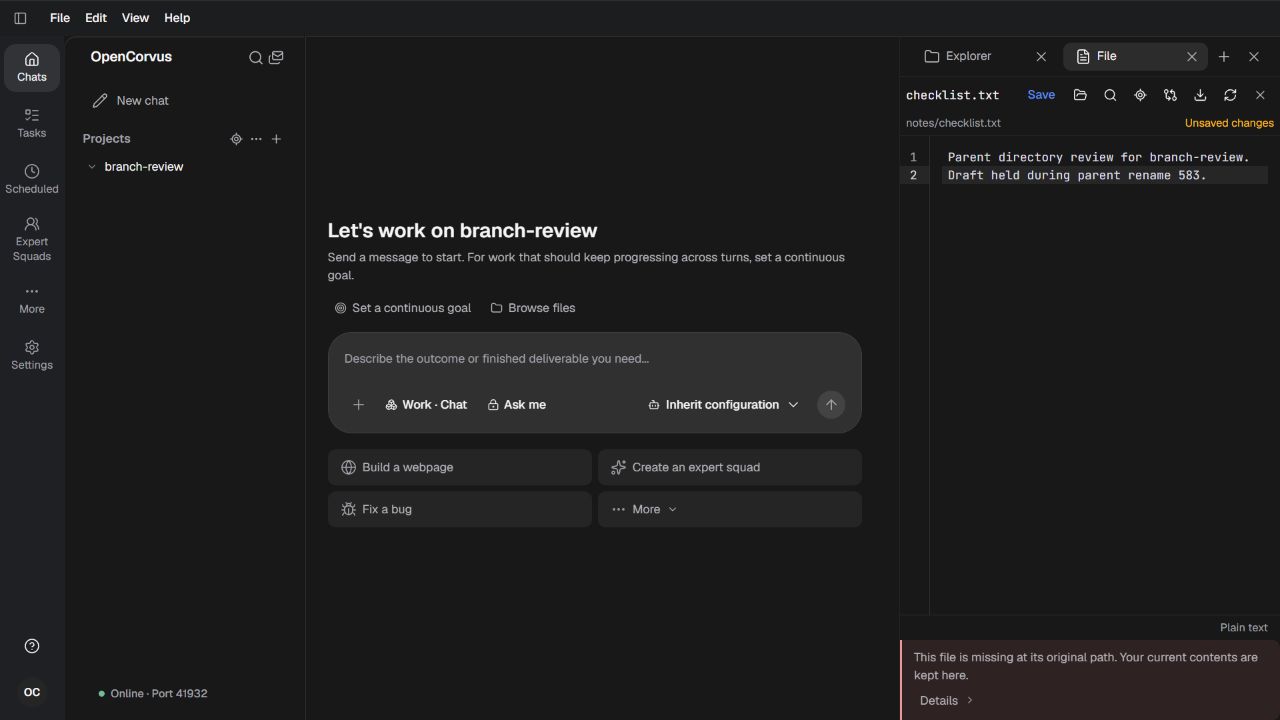 File Edit View Help
Chats
Tasks
Scheduled
Expert
Squads
More
Settings
OC
OpenCorvus
New chat
Projects
branch-review
Online · Port 41932
Let's work on branch-review
Send a message to start. For work that should keep progressing across turns, set a continuous
goal.
Set a continuous goal Browse files
Describe the outcome or finished deliverable you need...
Work · Chat Ask me Inherit configuration
Build a webpage Create an expert squad
Fix a bug More
Explorer File
checklist.txt Save
notes/checklist.txt Unsaved changes
1 Parent directory review for branch-review.
2 Draft held during parent rename 583.
Plain text
This file is missing at its original path. Your current contents are
kept here.
Details